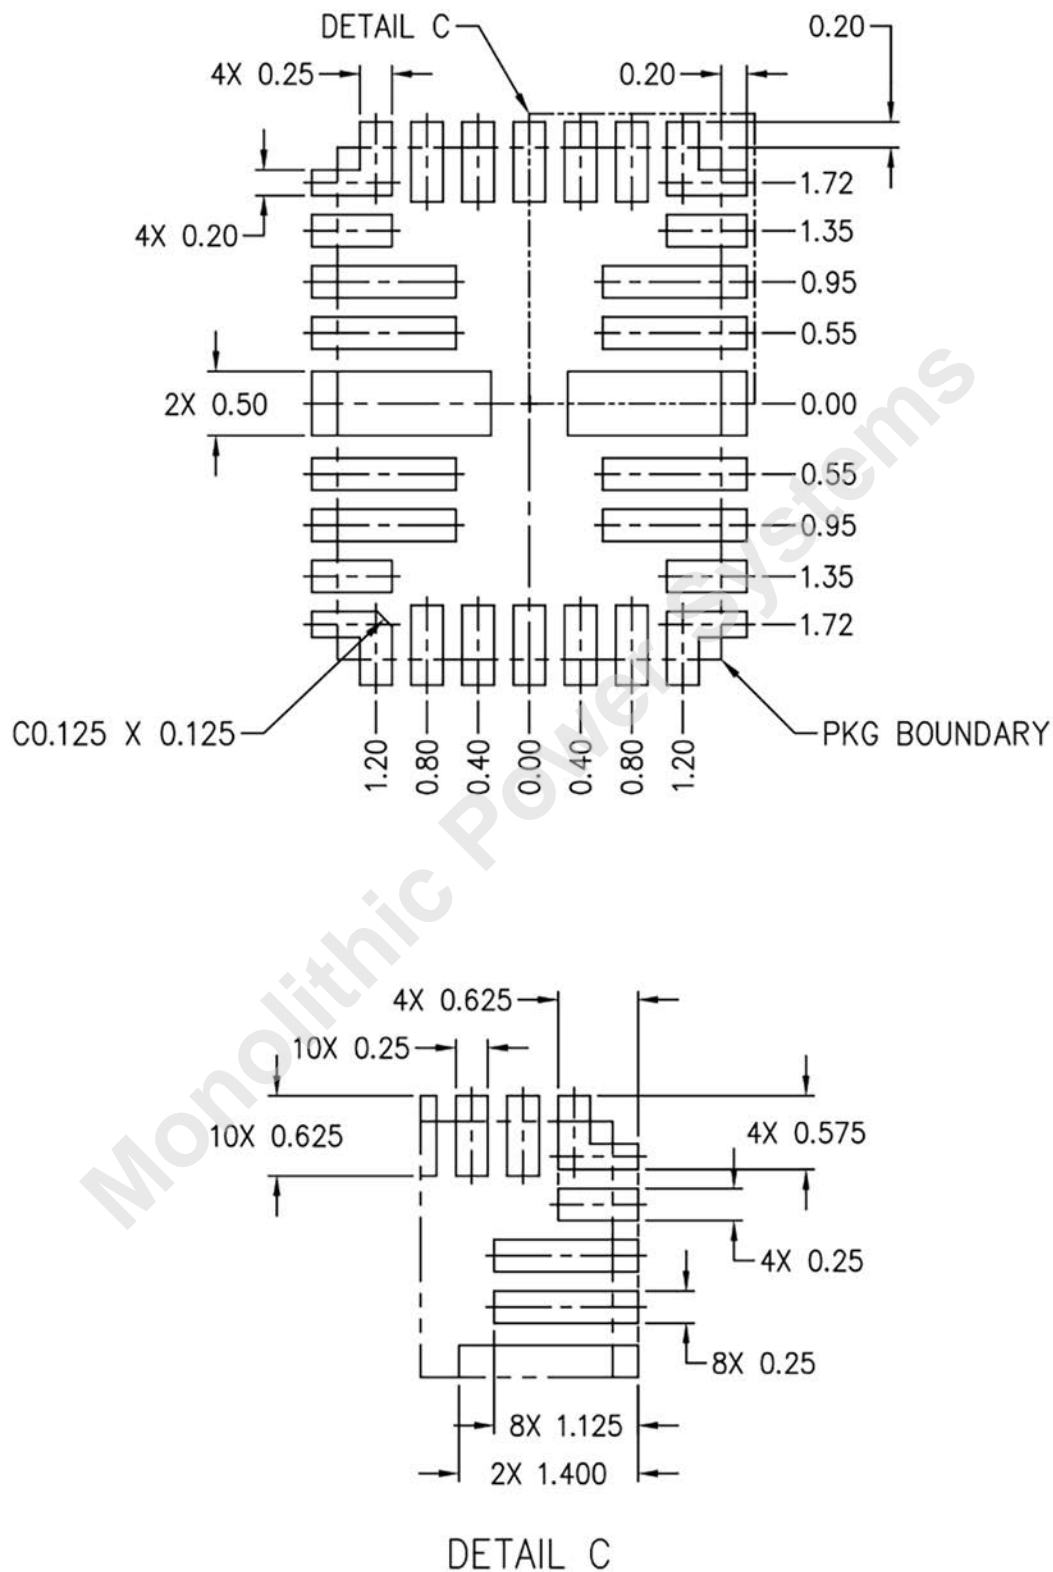 DETAIL C
0.20
4X 0.25
0.20
1.72
4X 0.20
1.35
0.95
0.55
2X 0.50
0.00
0.55
0.95
1.35
1.72
C0.125 X 0.125
PKG BOUNDARY
1.20
0.80
0.40
0.00
0.40
0.80
1.20
Monolithic Power Systems
4X 0.625
10X 0.25
10X 0.625
4X 0.575
4X 0.25
8X 0.25
8X 1.125
2X 1.400
DETAIL C